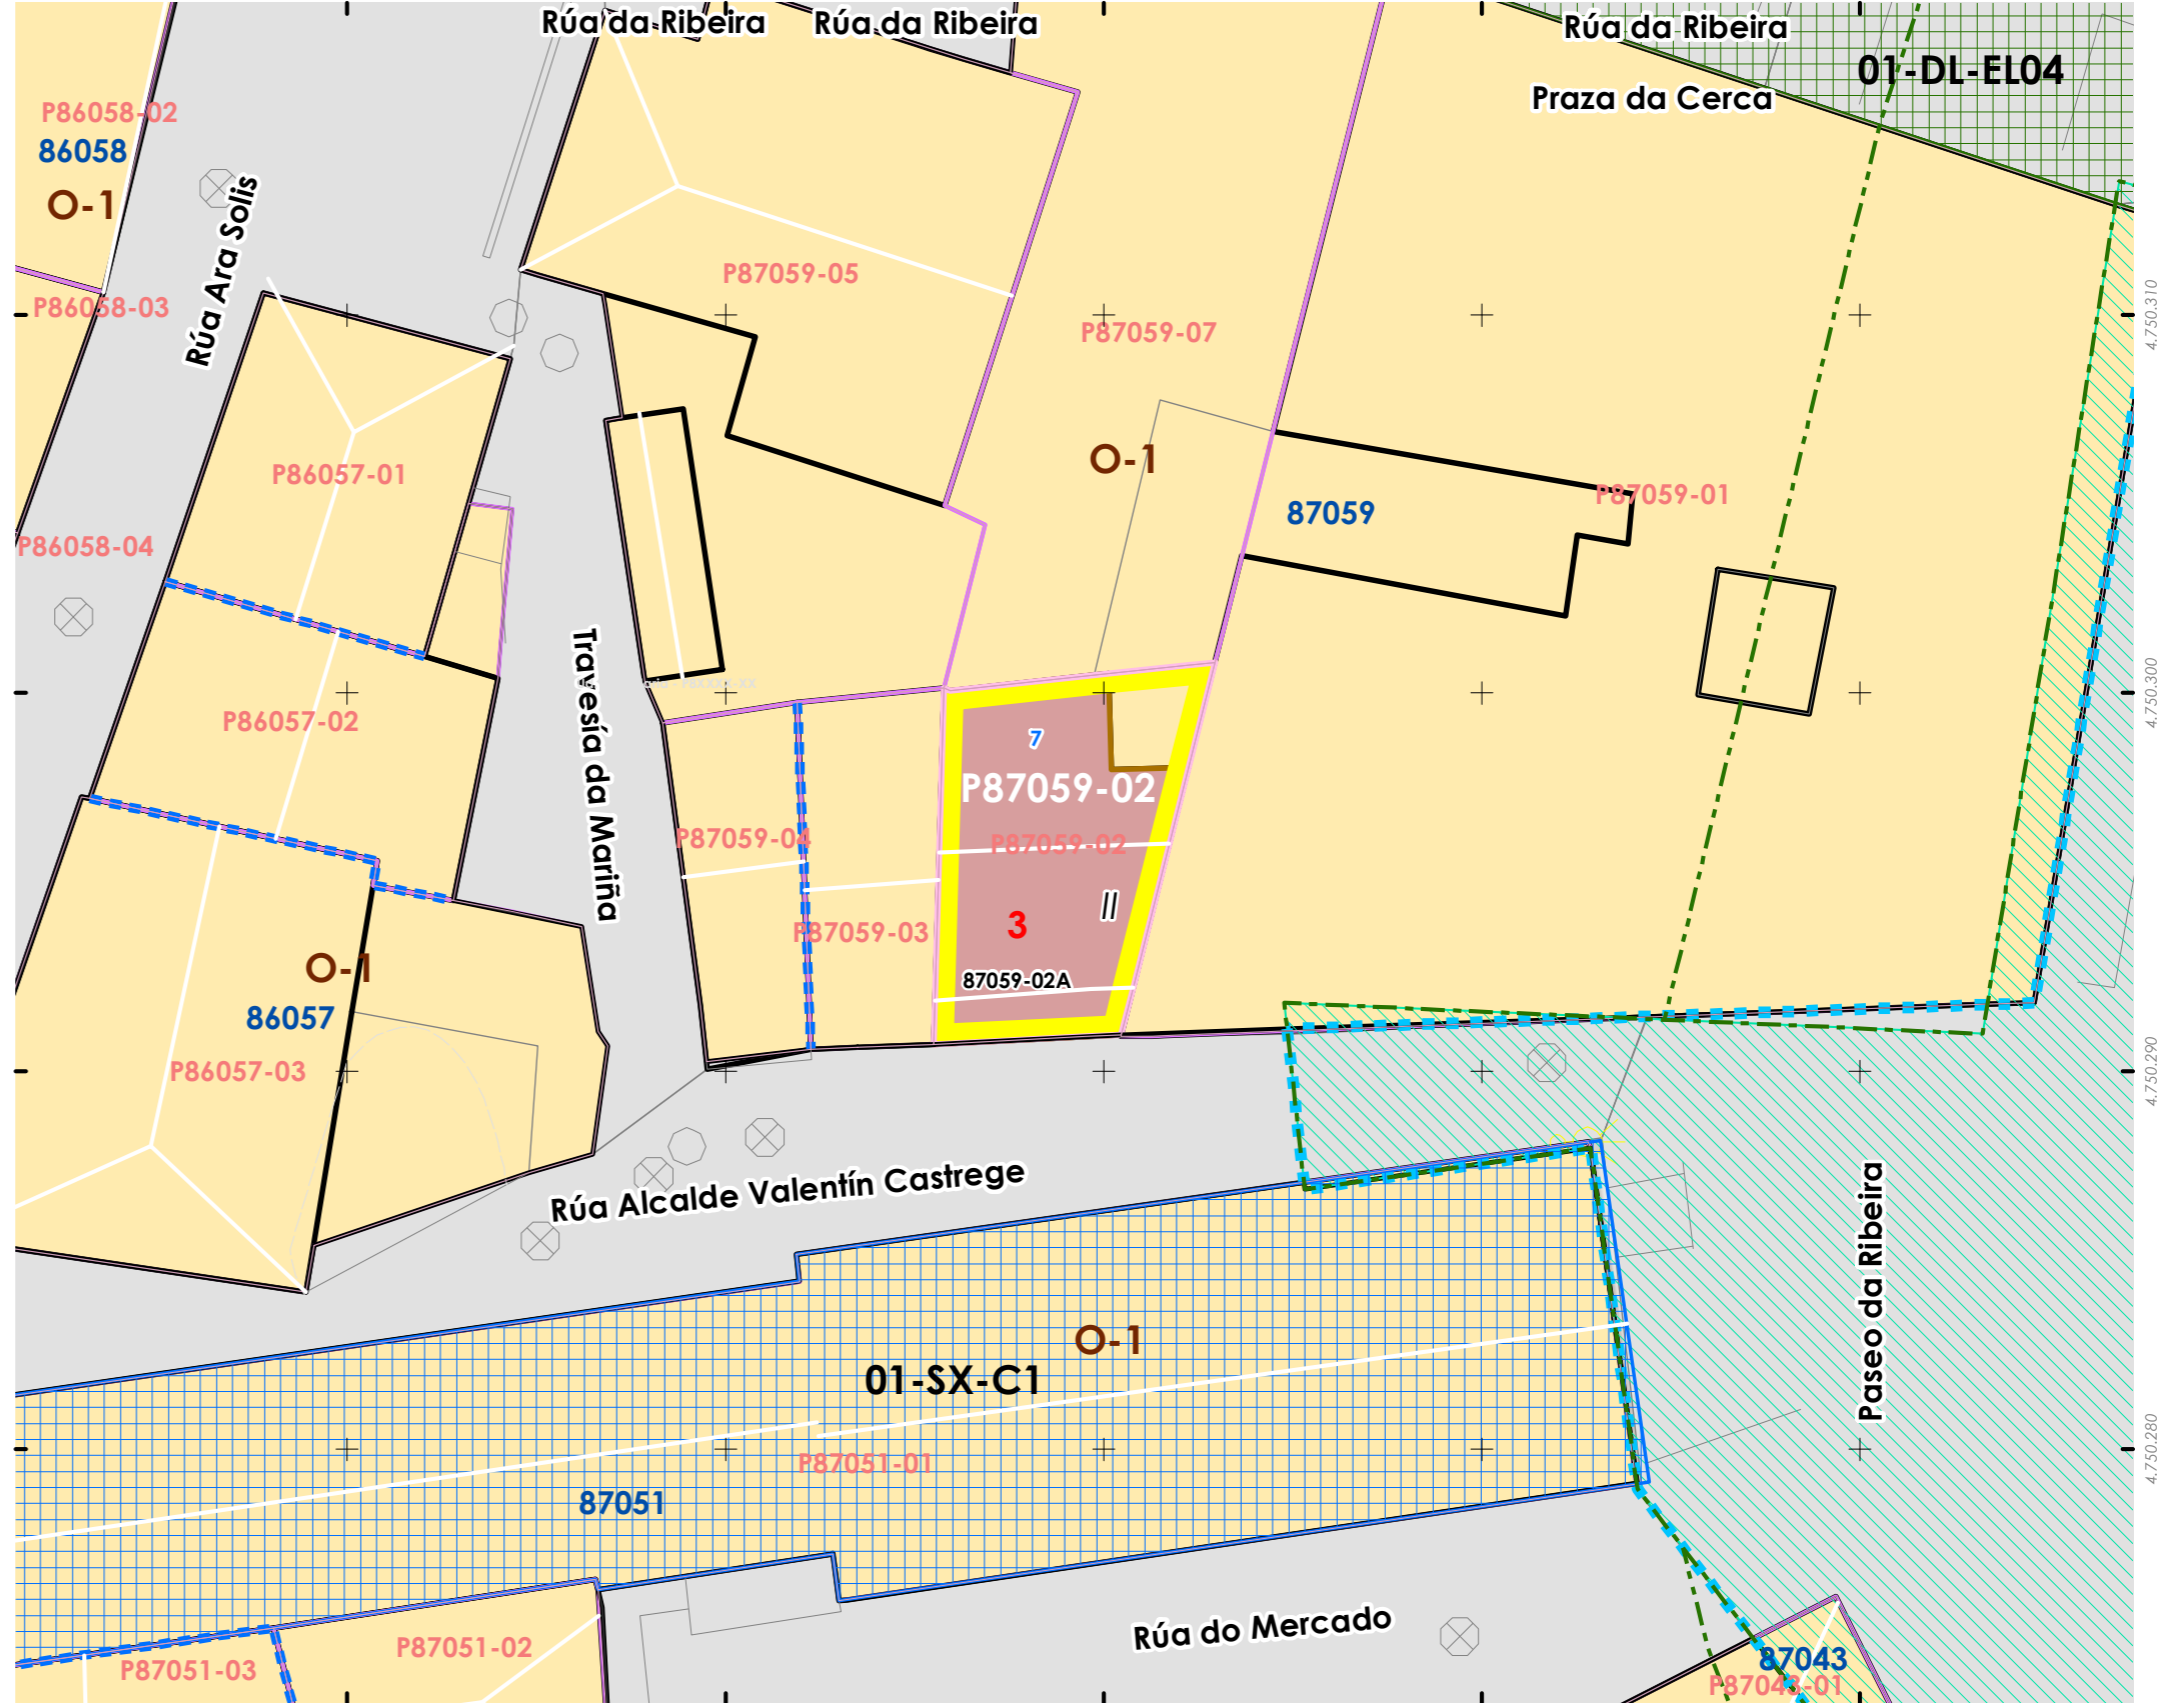 Rúa da Ribeira
Rúa da Ribeira
Rúa da Ribeira
01-DL-EL04
Praza da Cerca
P86058-02
86058
O-1
Rúa Ara Solis
P87059-05
P86058-03
P87059-07
4.750.310
P86057-01
O-1
P87059-01
87059
P86058-04
Travesía da Mariña
4.750.300
P86057-02
7
P87059-02
P87059-04
P87059-02
II
3
P87059-03
O-1
87059-02A
86057
P86057-03
4.750.290
Rúa Alcalde Valentín Castrege
Paseo da Ribeira
O-1
01-SX-C1
4.750.280
P87051-01
87051
Rúa do Mercado
P87051-02
P87051-03
87043
P87043-01